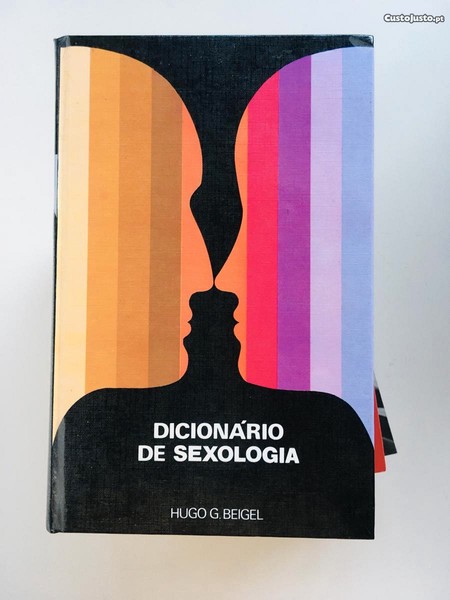 CustoJusto.pt
DICIONÁRIO
DE SEXOLOGIA
HUGO G. BEIGEL